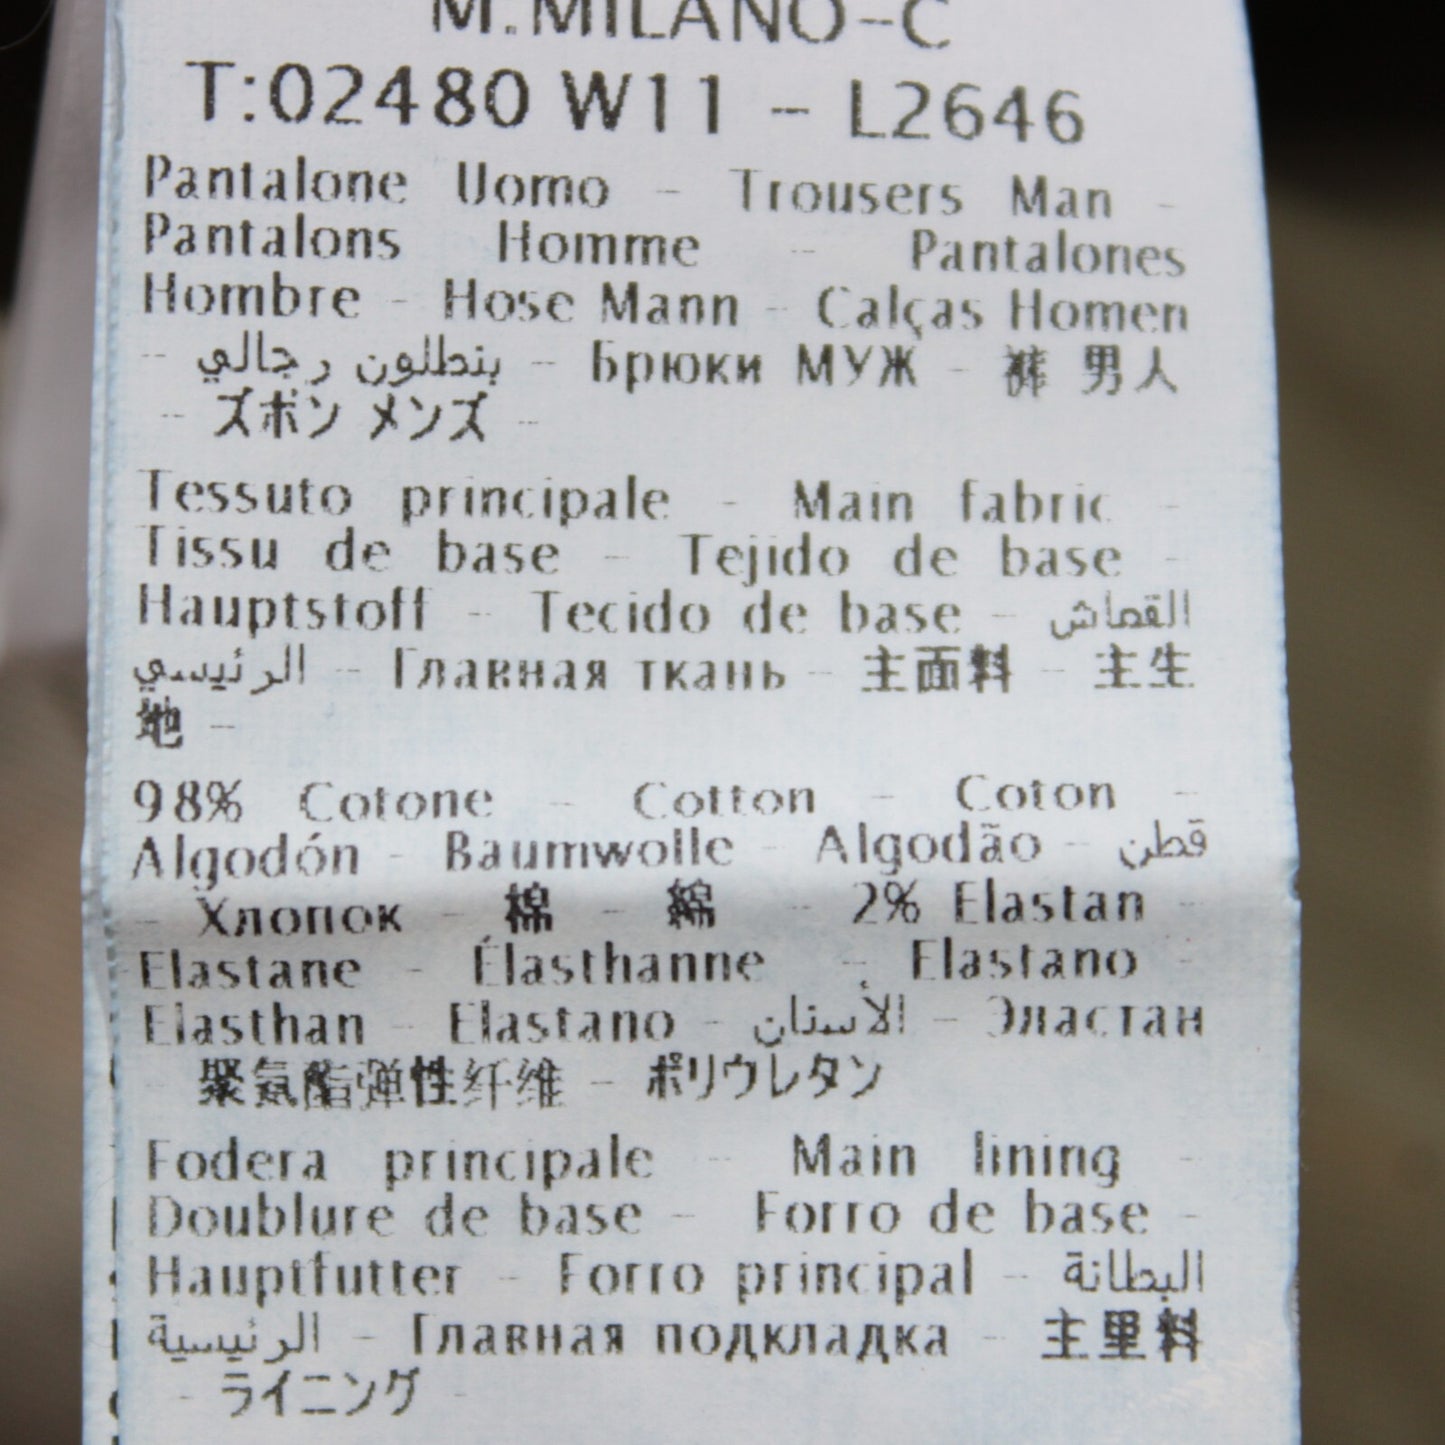 M.MILANO-C
T:02480 W11 - L2646
Pantalone Uomo - Trousers Man -
Pantalons Homme - Pantalones
Hombre - Hose Mann - Calças Homen
- بنطلون رجالي - Брюки МУЖ - 裤 男人
- ズボン メンズ -
Tessuto principale - Main fabric -
Tissu de base - Tejido de base -
Hauptstoff - Tecido de base - القماش
الرئيسي - Главная ткань - 主面料 - 主生
地 -
98% Cotone - Cotton - Coton -
Algodón - Baumwolle - Algodão - قطن
- Хлопок - 棉 - 綿 - 2% Elastan -
Elastane - Élasthanne - Elastano -
Elasthan - Elastano - الأستان - Эластан
- 聚氨酯弹性纤维 - ポリウレタン
Fodera principale - Main lining -
Doublure de base - Forro de base -
Hauptfutter - Forro principal - البطانة
الرئيسية - Главная подкладка - 主里料
- ライニング -